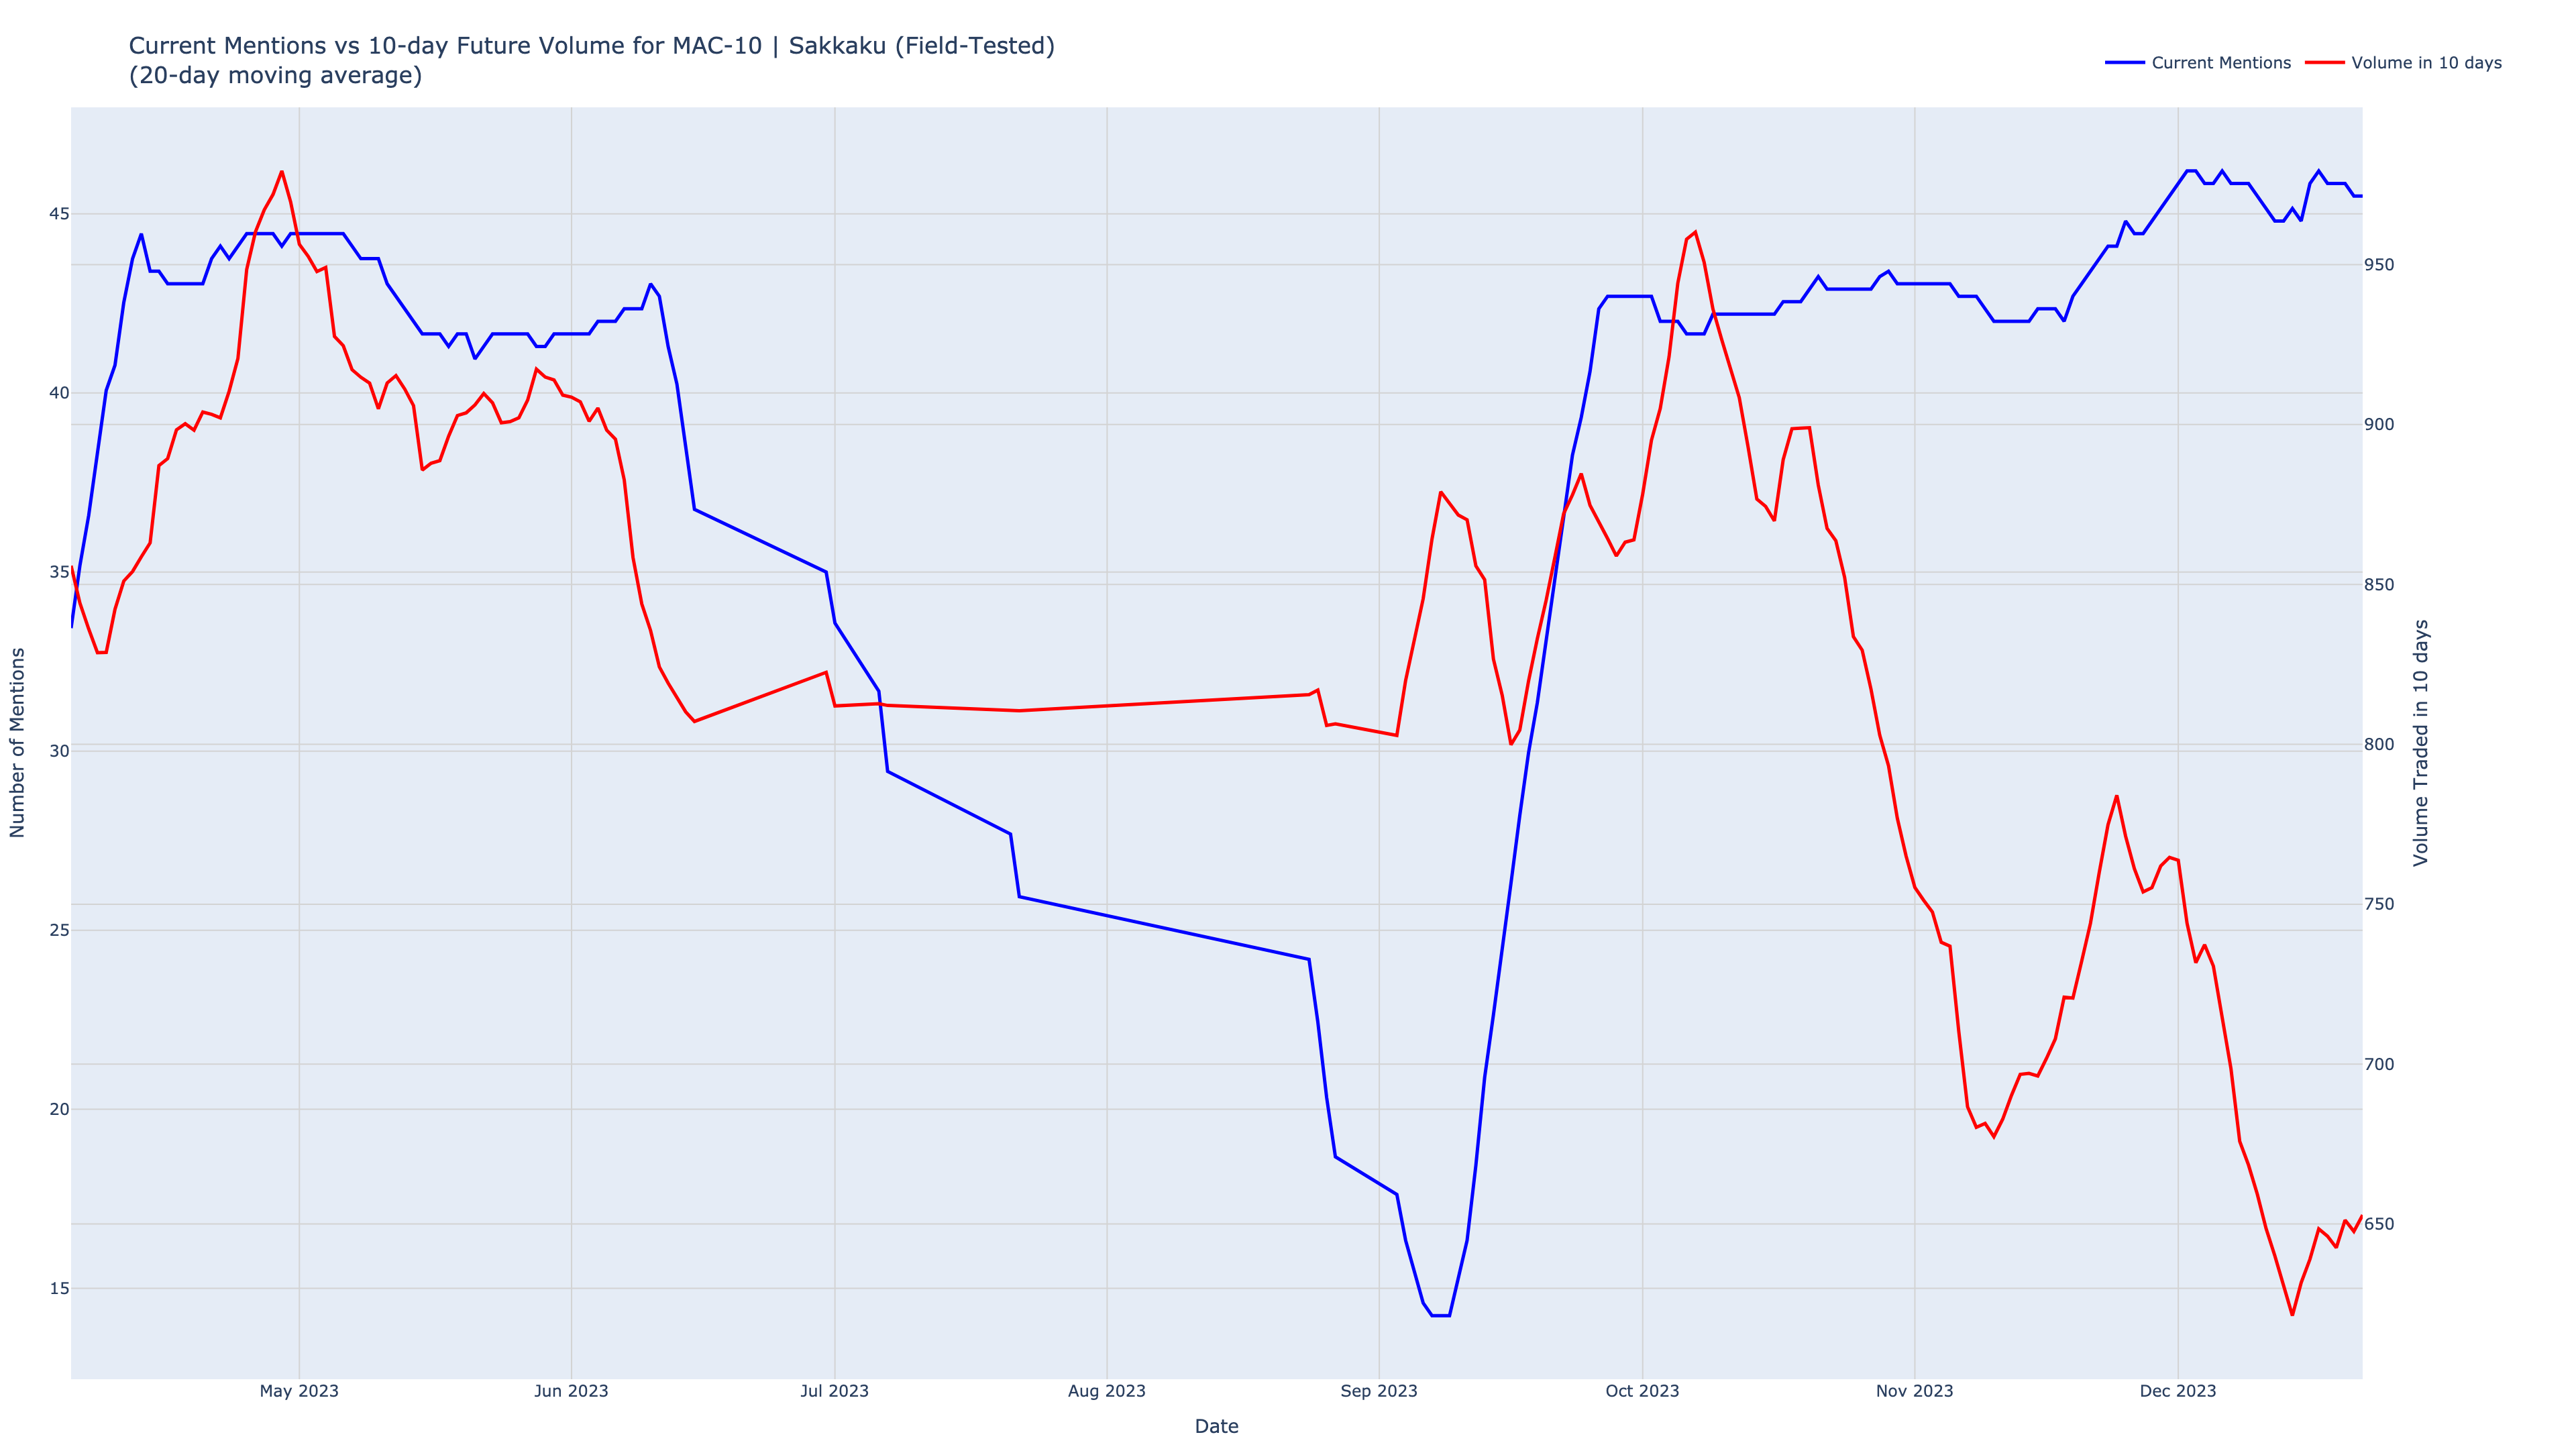 Current Mentions vs 10-day Future Volume for MAC-10 | Sakkaku (Field-Tested)
(20-day moving average)
Current Mentions
Volume in 10 days
45
40
35
30
25
20
15
Number of Mentions
950
900
850
800
750
700
650
Volume Traded in 10 days
May 2023
Jun 2023
Jul 2023
Aug 2023
Sep 2023
Oct 2023
Nov 2023
Dec 2023
Date